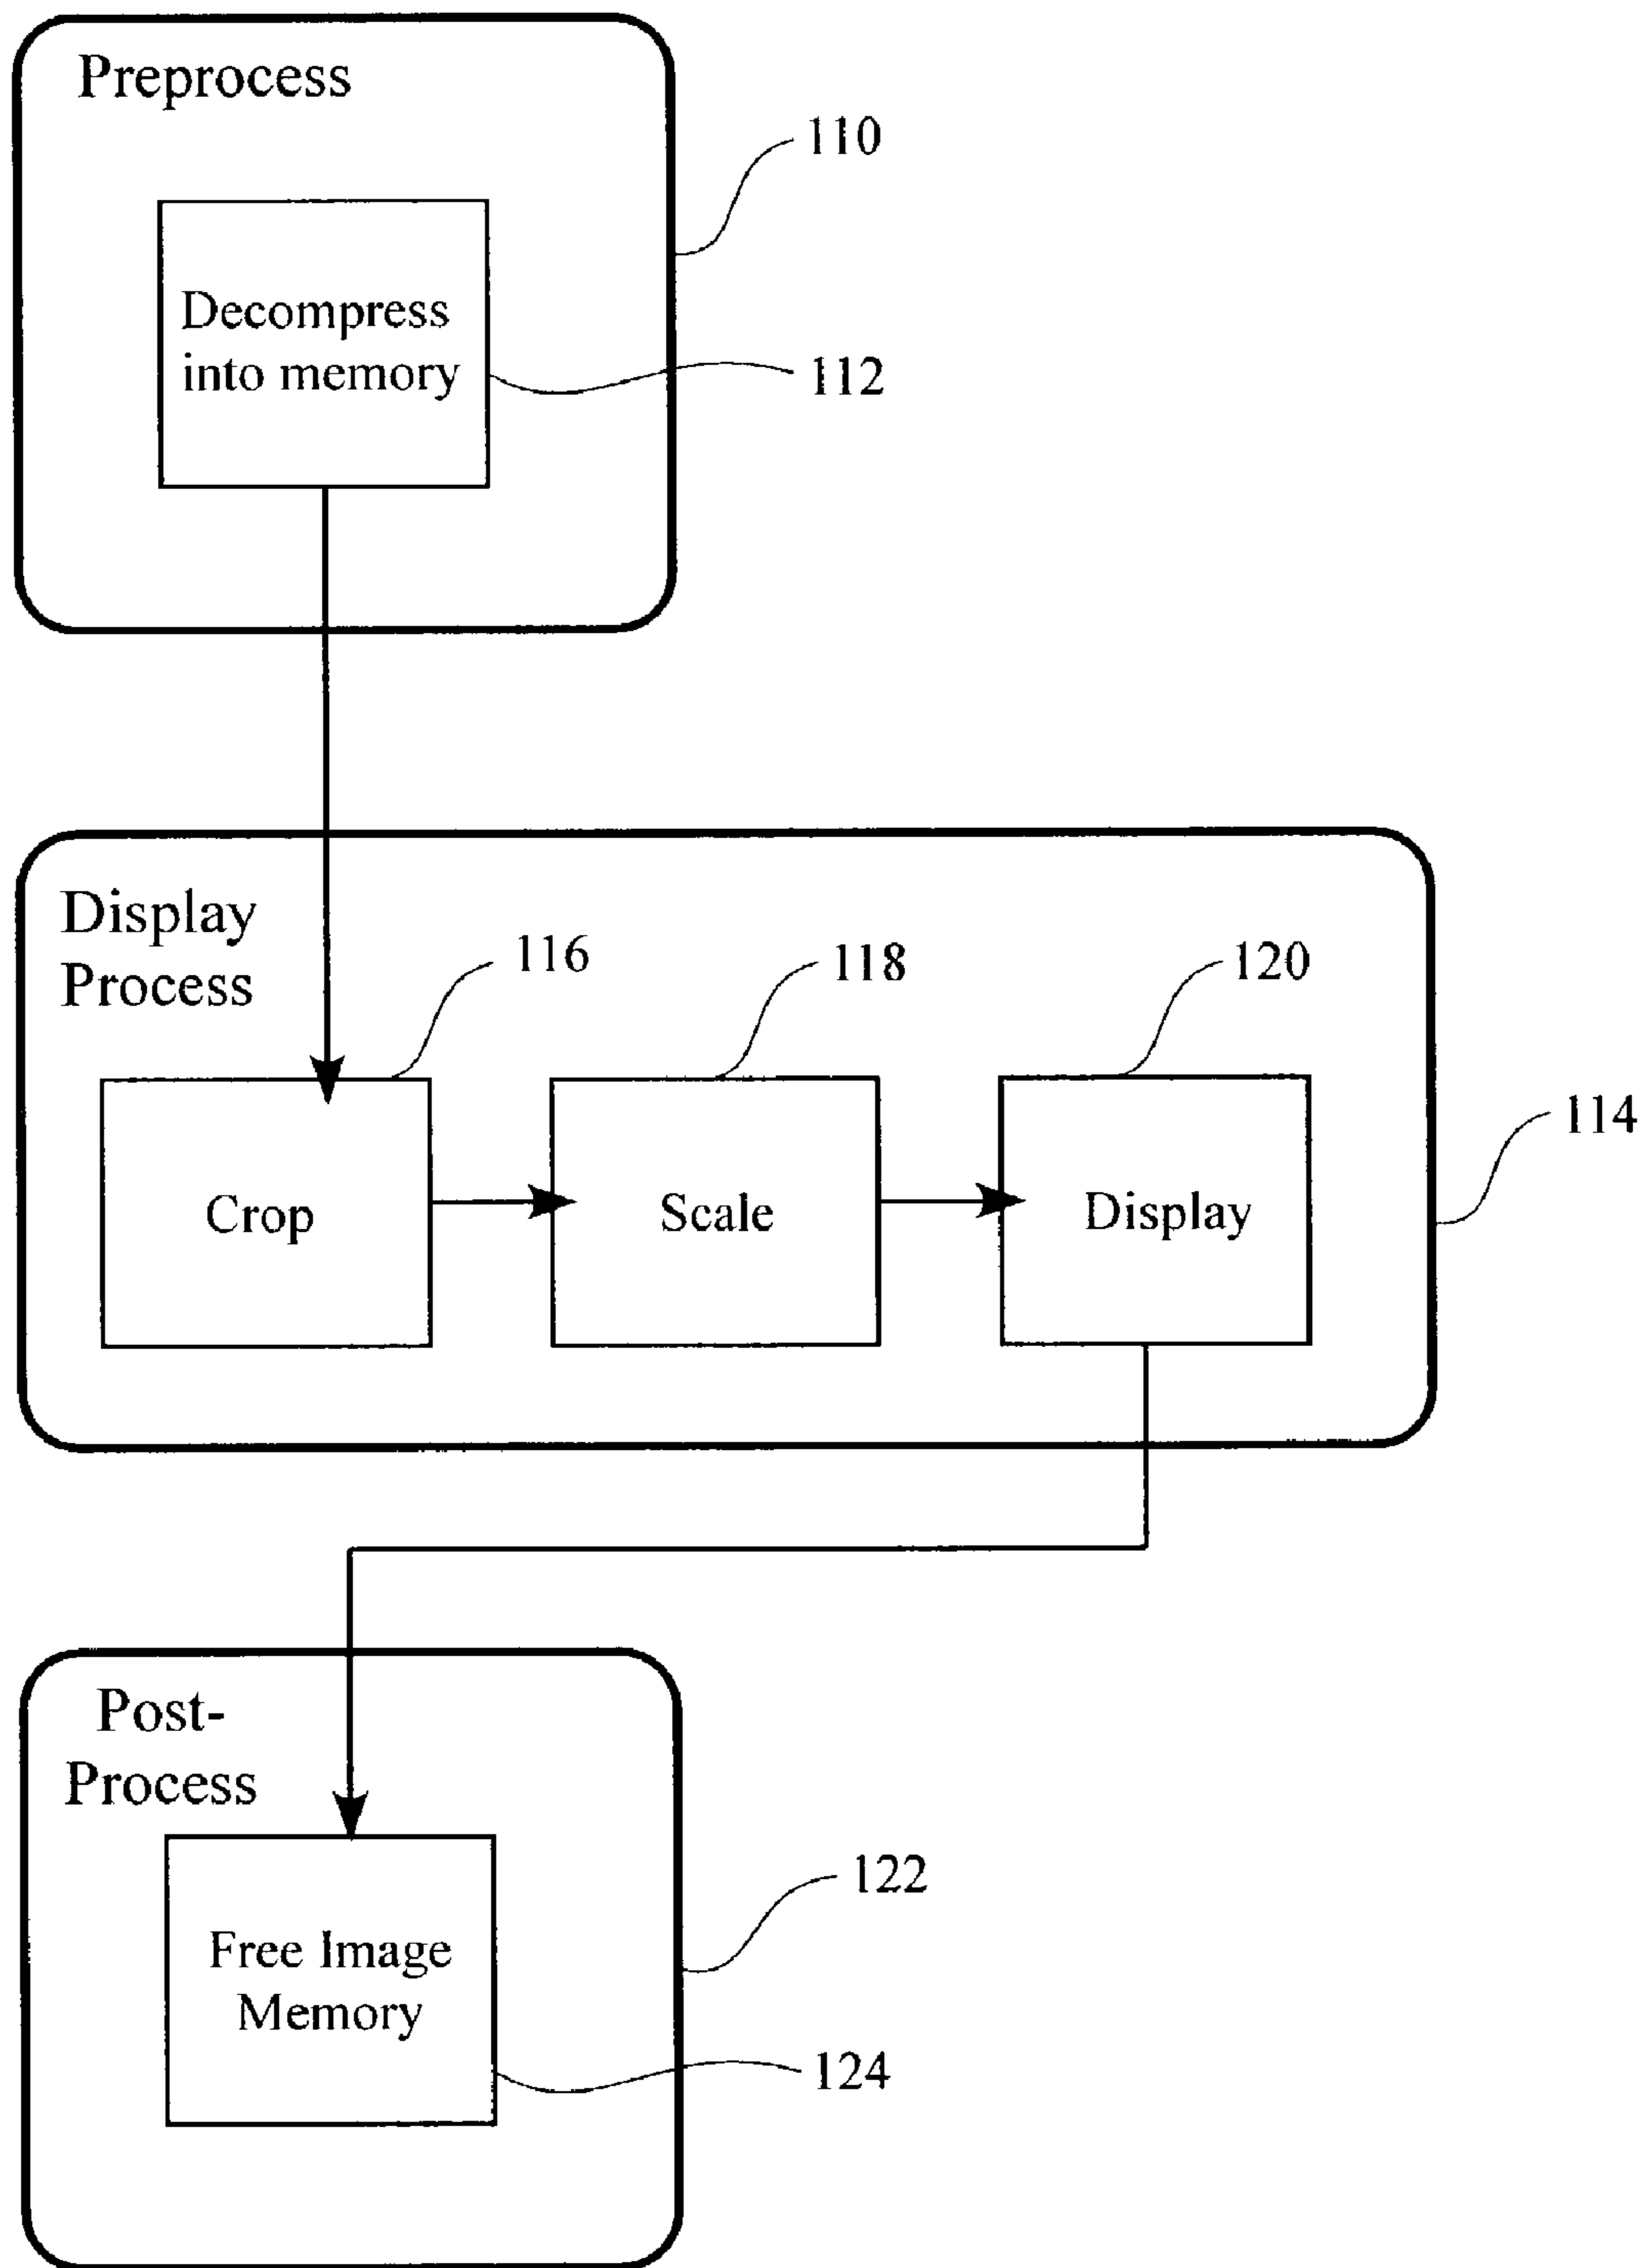 Preprocess
110
Decompress
into memory
112
Display
Process
116
118
120
114
Crop
Scale
Display
Post-
Process
122
Free Image
Memory
124